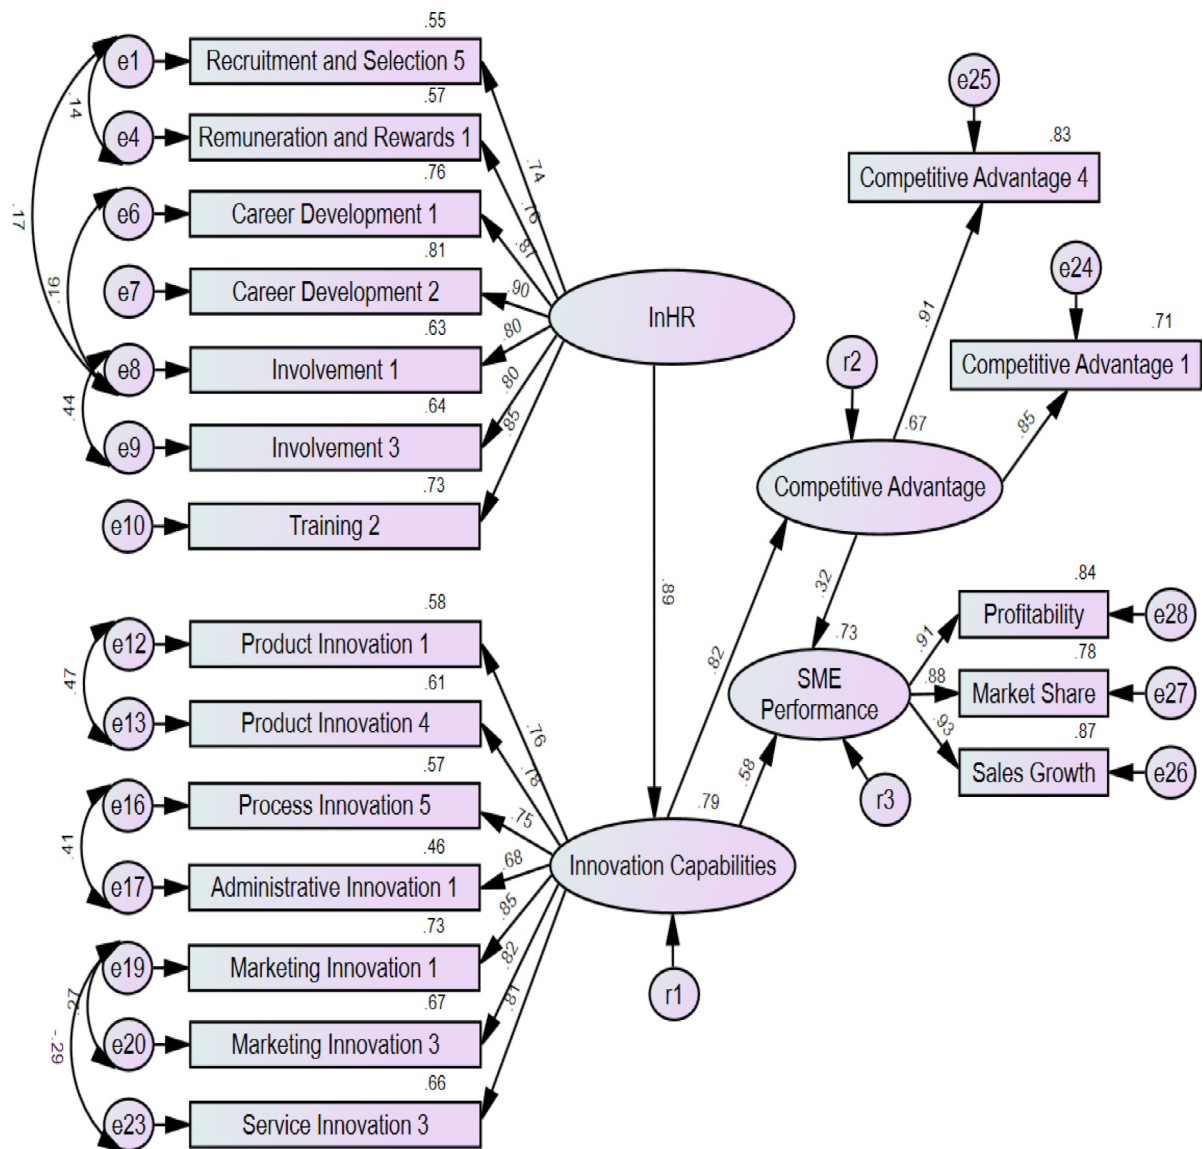 .55
e1
Recruitment and Selection 5
.57
.14
e4
Remuneration and Rewards 1
.74
.76
.76
e6
Career Development 1
.87
.17
.81
e7
Career Development 2
.90
.16
.63
e8
Involvement 1
.80
.44
.64
e9
Involvement 3
.80
.73
e10
Training 2
.85
InHR
e25
.83
Competitive Advantage 4
e24
.71
Competitive Advantage 1
.91
.85
r2
.67
Competitive Advantage
.89
.82
.32
.58
.73
SME
Performance
r3
.84
Profitability
e28
.91
.78
Market Share
e27
.88
.87
Sales Growth
e26
.93
.58
e12
Product Innovation 1
.76
.47
.61
e13
Product Innovation 4
.78
.57
e16
Process Innovation 5
.75
.41
.46
e17
Administrative Innovation 1
.68
.73
e19
Marketing Innovation 1
.85
.27
.67
e20
Marketing Innovation 3
.82
-.29
.66
e23
Service Innovation 3
.81
.79
Innovation Capabilities
r1